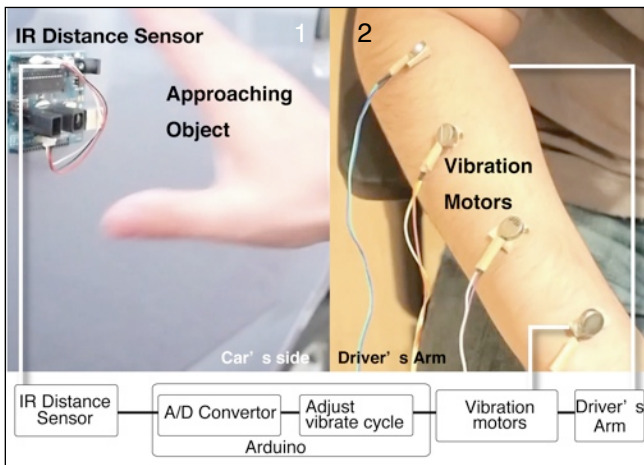 1
2
IR Distance Sensor
Approaching
Object
Vibration
Motors
Car's side
Driver's Arm
IR Distance
Sensor
A/D Convertor
Adjust
vibrate cycle
Arduino
Vibration
motors
Driver's
Arm